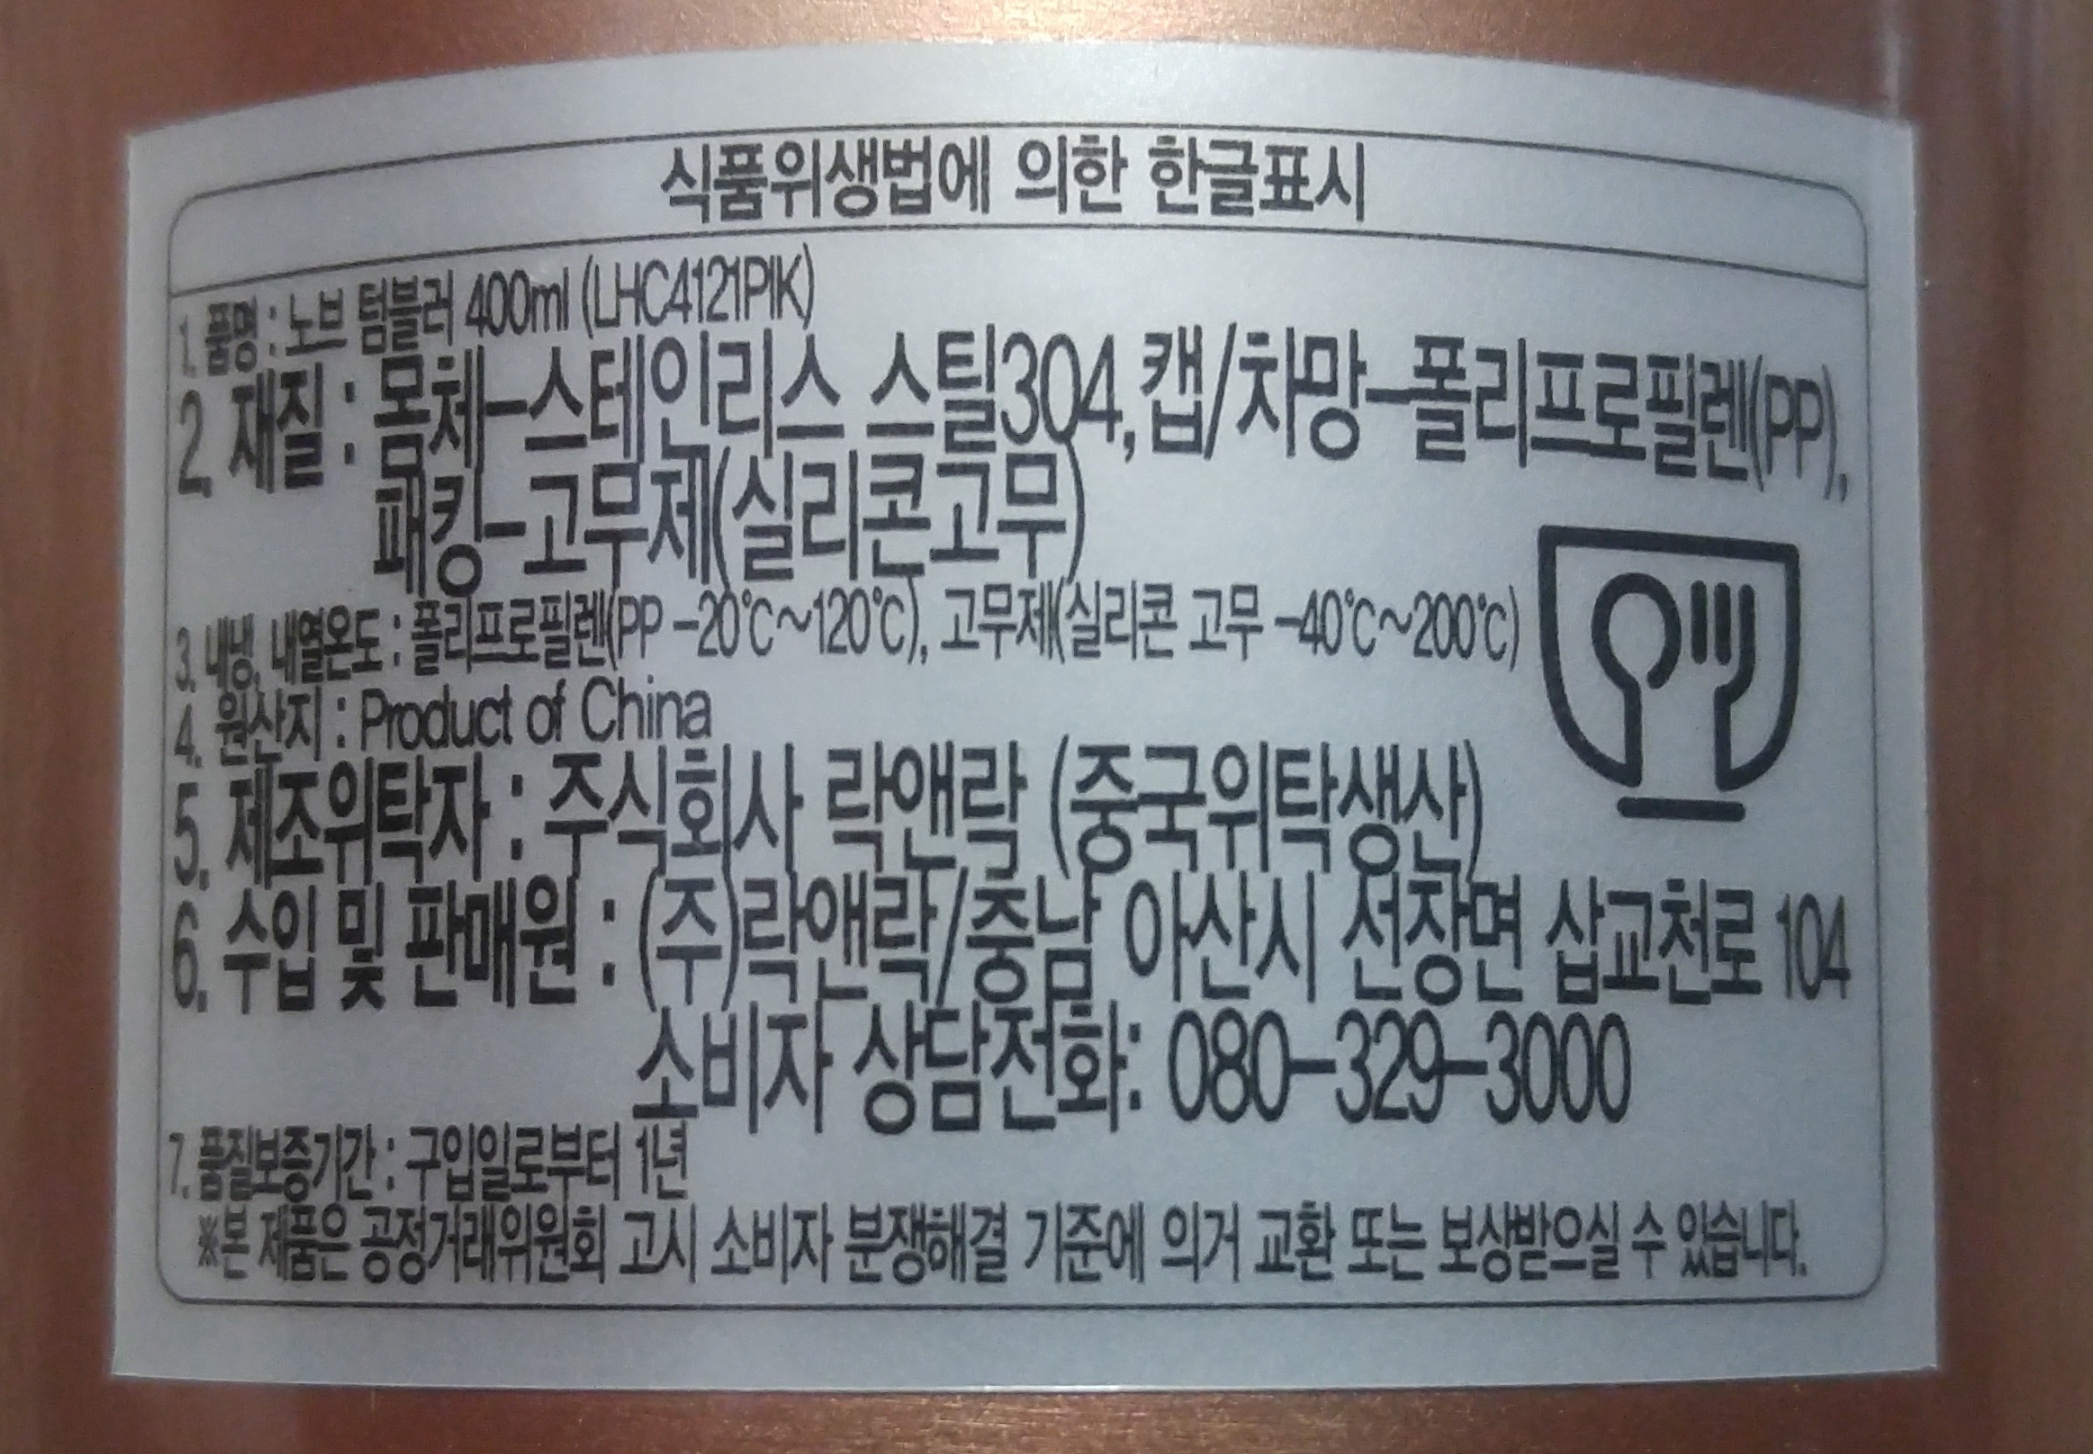 식품위생법에 의한 한글표시
1. 품명 : 노브 텀블러 400ml (LHC4121PIK)
2. 재질 : 몸체-스테인리스 스틸304, 캡/차망-폴리프로필렌(PP),
패킹-고무제(실리콘고무)
3. 내냉, 내열온도 : 폴리프로필렌(PP -20℃~120℃), 고무제(실리콘 고무 -40℃~200℃)
4. 원산지 : Product of China
5. 제조위탁자 : 주식회사 락앤락 (중국위탁생산)
6. 수입 및 판매원 : (주)락앤락/충남 아산시 선장면 삽교천로 104
소비자 상담전화: 080-329-3000
7. 품질보증기간 : 구입일로부터 1년
※본 제품은 공정거래위원회 고시 소비자 분쟁해결 기준에 의거 교환 또는 보상받으실 수 있습니다.